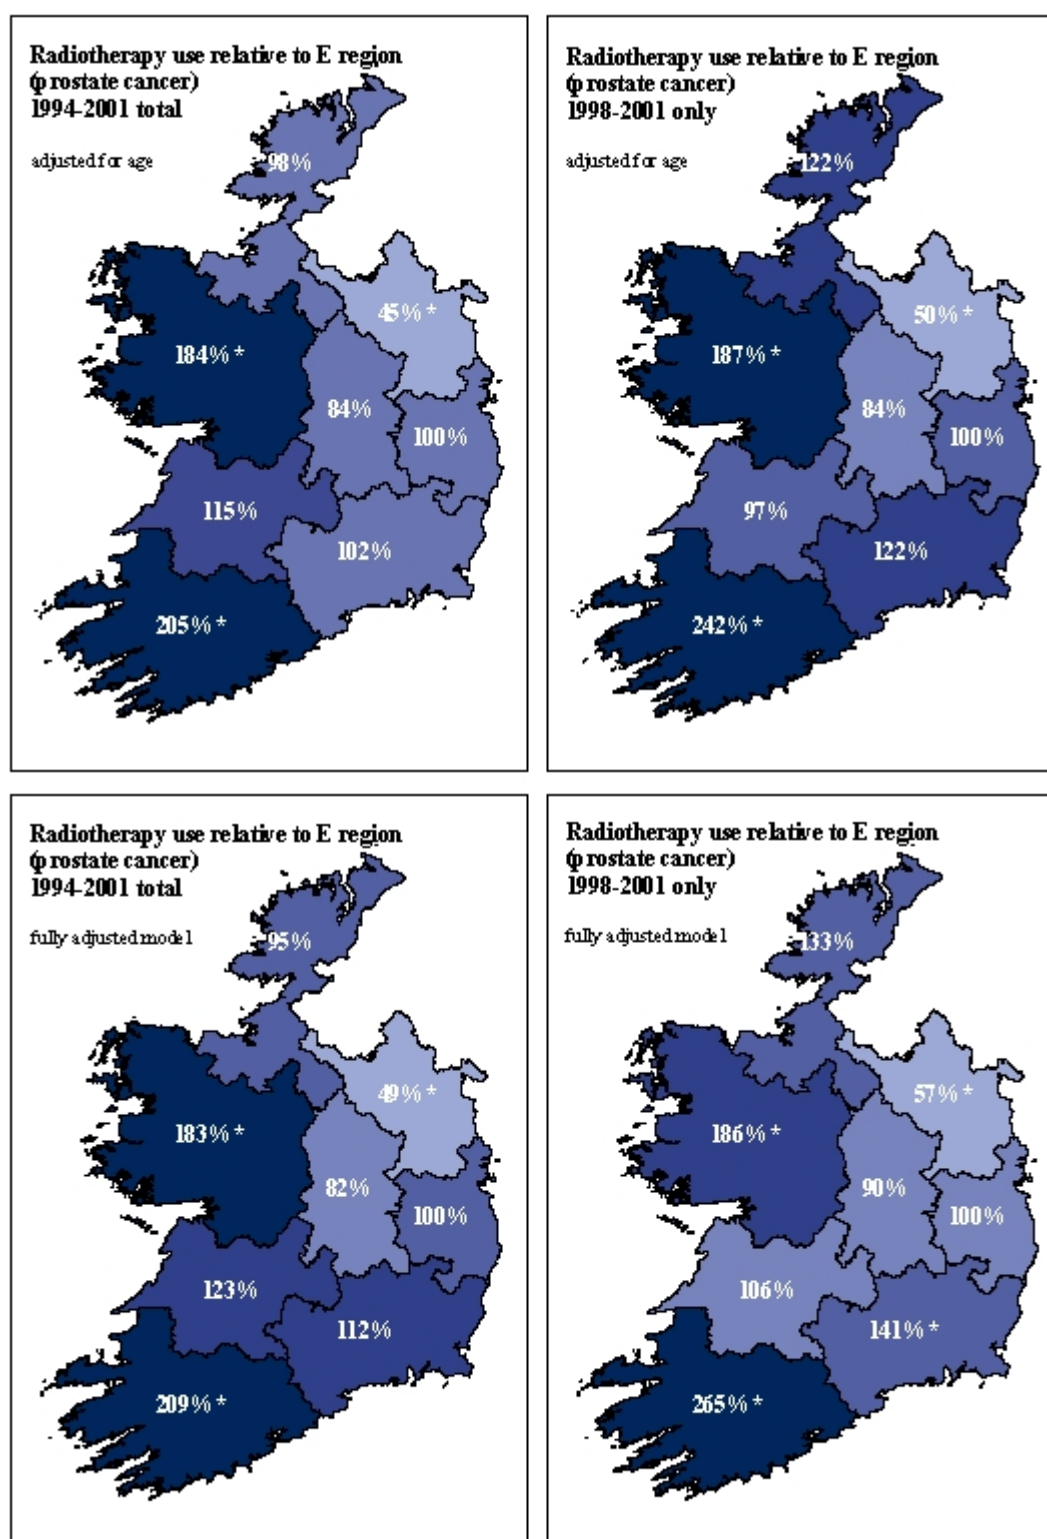 Radiotherapy use relative to E region
(prostate cancer)
1994-2001 total
adjusted for age
98%
45% *
184% *
84%
100%
115%
102%
205% *
Radiotherapy use relative to E region
(prostate cancer)
1998-2001 only
adjusted for age
122%
50% *
187% *
84%
100%
97%
122%
242% *
Radiotherapy use relative to E region
(prostate cancer)
1994-2001 total
fully adjusted model
95%
49% *
183% *
82%
100%
123%
112%
209% *
Radiotherapy use relative to E region
(prostate cancer)
1998-2001 only
fully adjusted model
133%
57% *
186% *
90%
100%
106%
141% *
265% *